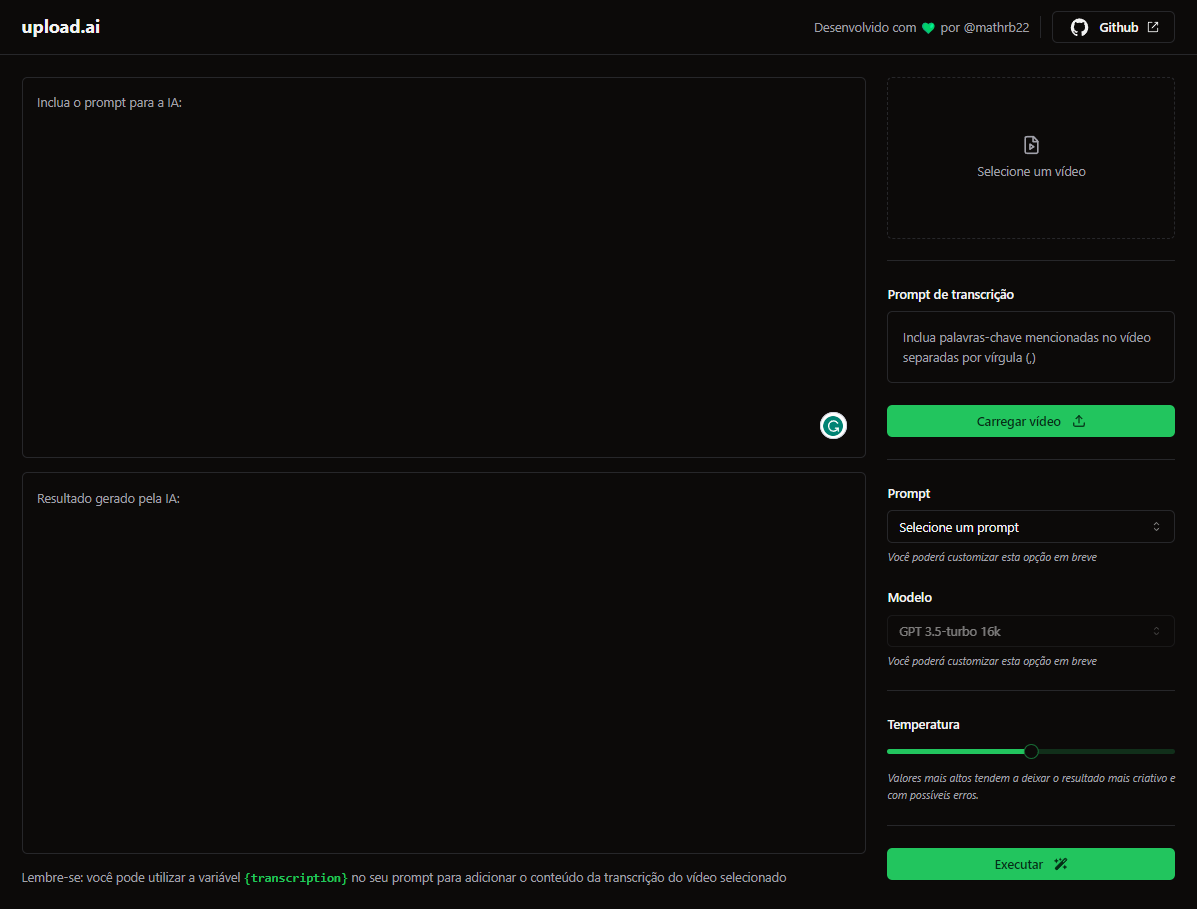 upload.ai
Desenvolvido com 💚 por @mathrb22
Github
Inclua o prompt para a IA:
Resultado gerado pela IA:
Lembre-se: você pode utilizar a variável {transcription} no seu prompt para adicionar o conteúdo da transcrição do vídeo selecionado
Selecione um vídeo
Prompt de transcrição
Inclua palavras-chave mencionadas no vídeo
separadas por vírgula (,)
Carregar vídeo
Prompt
Selecione um prompt
Você poderá customizar esta opção em breve
Modelo
GPT 3.5-turbo 16k
Você poderá customizar esta opção em breve
Temperatura
Valores mais altos tendem a deixar o resultado mais criativo e
com possíveis erros.
Executar